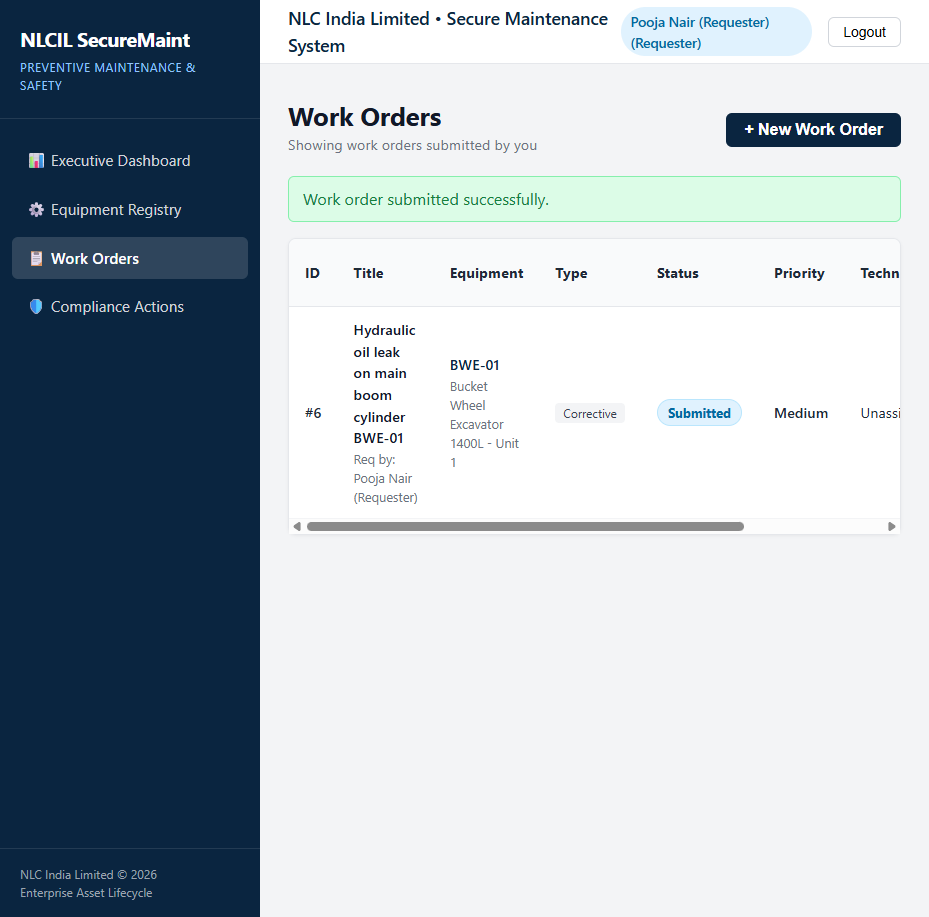 NLCIL SecureMaint
PREVENTIVE MAINTENANCE &
SAFETY
Executive Dashboard
Equipment Registry
Work Orders
Compliance Actions
NLC India Limited © 2026
Enterprise Asset Lifecycle
NLC India Limited • Secure Maintenance
System
Pooja Nair (Requester)
(Requester)
Logout
Work Orders
Showing work orders submitted by you
+ New Work Order
Work order submitted successfully.
ID Title Equipment Type Status Priority Techn
#6
Hydraulic
oil leak
on main
boom
cylinder
BWE-01
Req by:
Pooja Nair
(Requester)
BWE-01
Bucket
Wheel
Excavator
1400L - Unit
1
Corrective
Submitted
Medium
Unassi